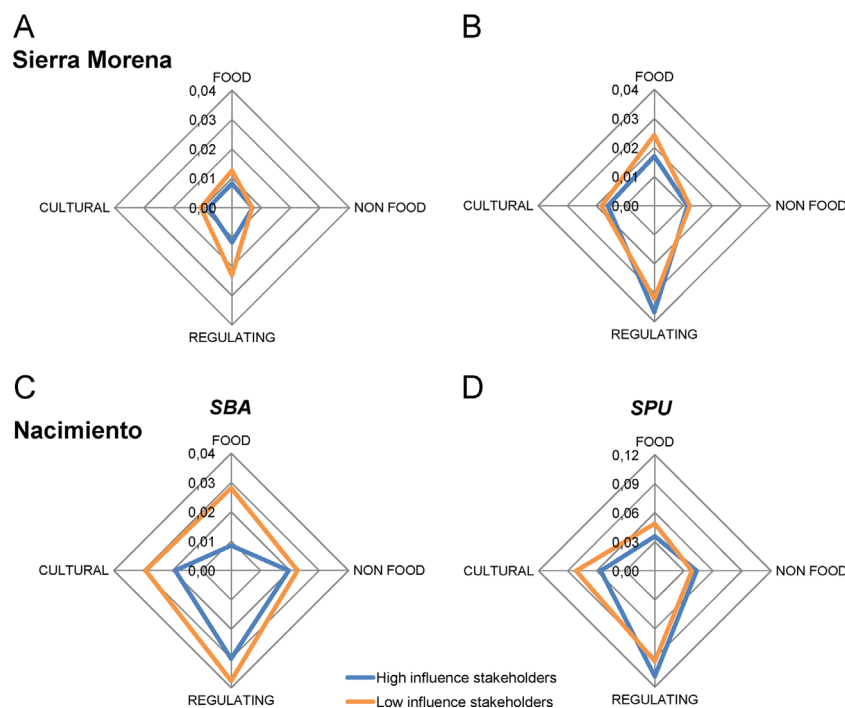 A
B
Sierra Morena
FOOD
0,04
0,03
0,02
0,01
0,00
CULTURAL
NON FOOD
REGULATING
FOOD
0,04
0,03
0,02
0,01
0,00
CULTURAL
NON FOOD
REGULATING
C
SBA
D
SPU
Nacimiento
FOOD
0,04
0,03
0,02
0,01
0,00
CULTURAL
NON FOOD
REGULATING
FOOD
0,12
0,09
0,06
0,03
0,00
CULTURAL
NON FOOD
REGULATING
High influence stakeholders
Low influence stakeholders